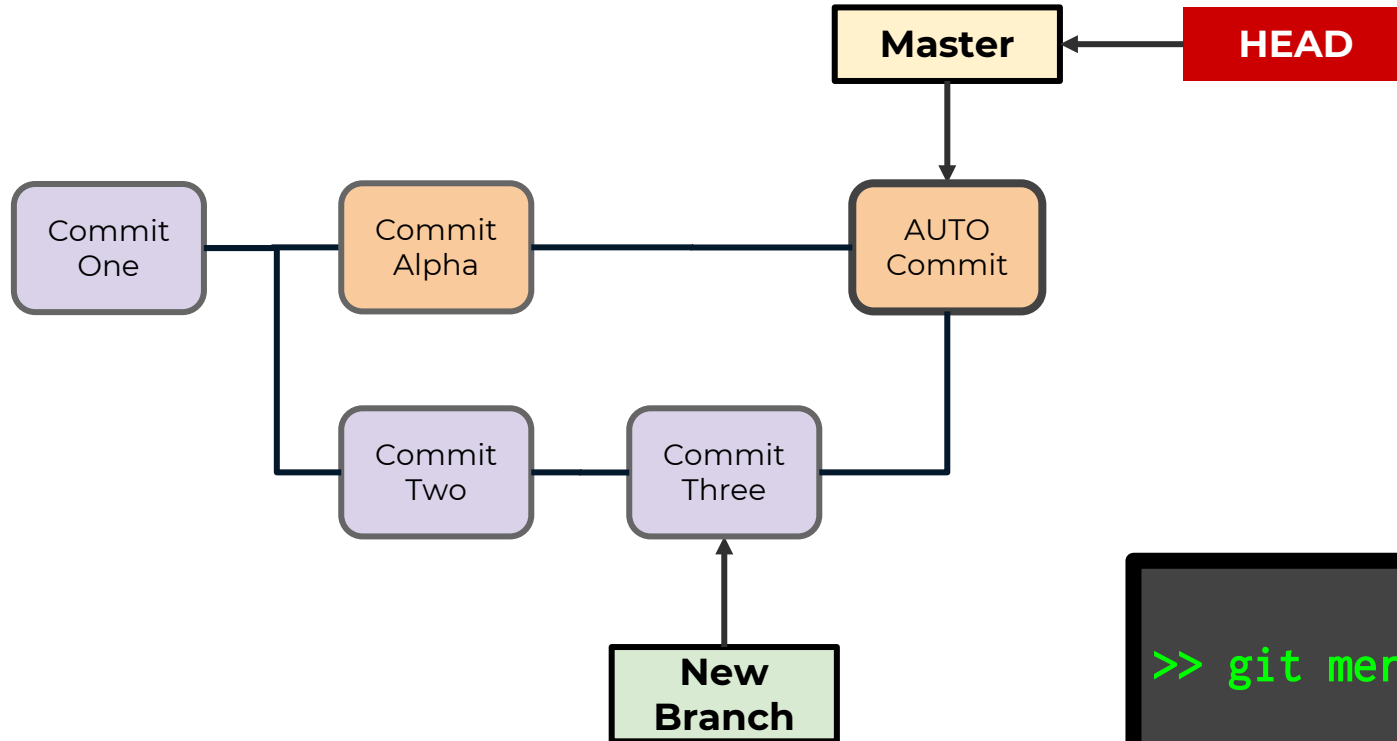 Master
HEAD
Commit
One
Commit
Alpha
AUTO
Commit
Commit
Two
Commit
Three
New
Branch
>> git mer